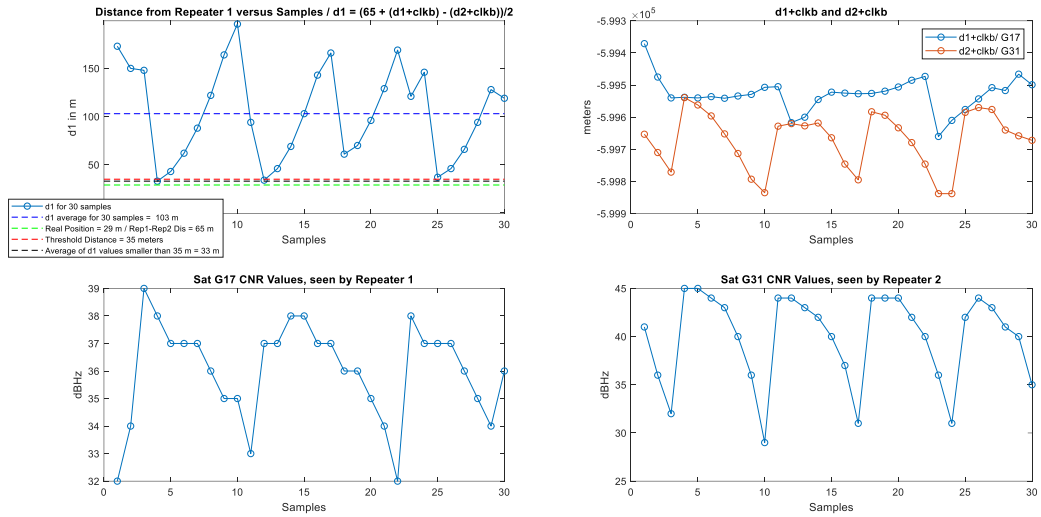 Distance from Repeater 1 versus Samples / d1 = (65 + (d1+clkb) - (d2+clkb))/2
d1 in m
150
100
50
5
10
15
20
25
30
Samples
d1 for 30 samples
d1 average for 30 samples = 103 m
Real Position = 29 m / Rep1-Rep2 Dis = 65 m
Threshold Distance = 35 meters
Average of d1 values smaller than 35 m = 33 m
d1+clkb and d2+clkb
×10⁵
meters
-5.993
-5.994
-5.995
-5.996
-5.997
-5.998
-5.999
0
5
10
15
20
25
30
Samples
d1+clkb/ G17
d2+clkb/ G31
Sat G17 CNR Values, seen by Repeater 1
dBHz
39
38
37
36
35
34
33
32
0
5
10
15
20
25
30
Samples
Sat G31 CNR Values, seen by Repeater 2
dBHz
45
40
35
30
25
0
5
10
15
20
25
30
Samples